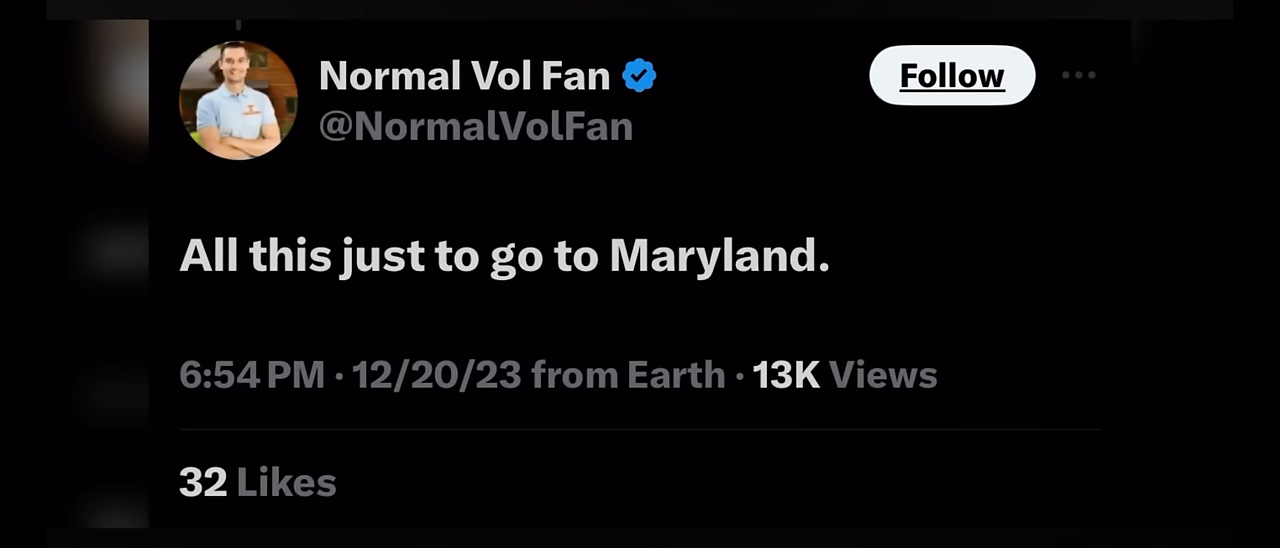 Normal Vol Fan
Follow
@NormalVolFan
All this just to go to Maryland.
6:54 PM · 12/20/23 from Earth · 13K Views
32 Likes